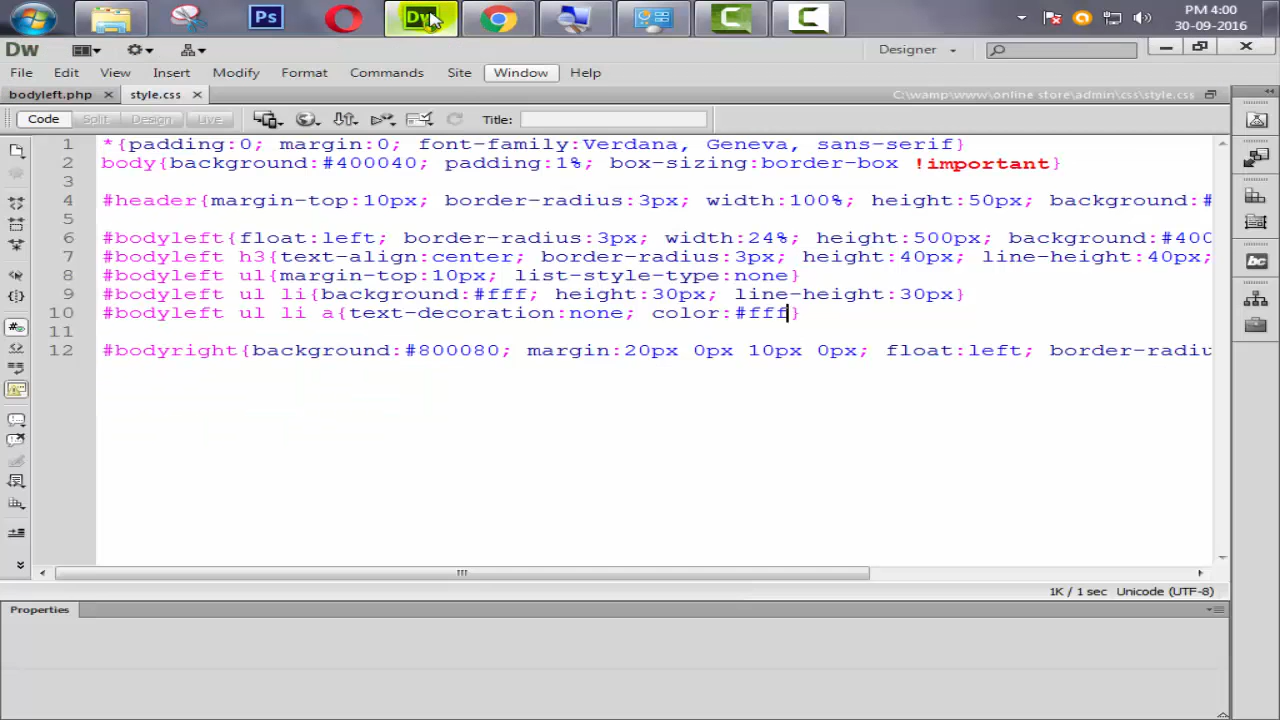 Ps
Dw
PM 4:00
30-09-2016
Dw
Designer
File Edit View Insert Modify Format Commands Site Window Help
bodyleft.php × style.css × C:\wamp\www\online store\admin\css\style.css
Code Split Design Live Title:
1 *{padding:0; margin:0; font-family:Verdana, Geneva, sans-serif}
2 body{background:#400040; padding:1%; box-sizing:border-box !important}
3
4 #header{margin-top:10px; border-radius:3px; width:100%; height:50px; background:#
5
6 #bodyleft{float:left; border-radius:3px; width:24%; height:500px; background:#400
7 #bodyleft h3{text-align:center; border-radius:3px; height:40px; line-height:40px;
8 #bodyleft ul{margin-top:10px; list-style-type:none}
9 #bodyleft ul li{background:#fff; height:30px; line-height:30px}
10 #bodyleft ul li a{text-decoration:none; color:#fff}
11
12 #bodyright{background:#800080; margin:20px 0px 10px 0px; float:left; border-radiu
bc
1K / 1 sec Unicode (UTF-8)
Properties